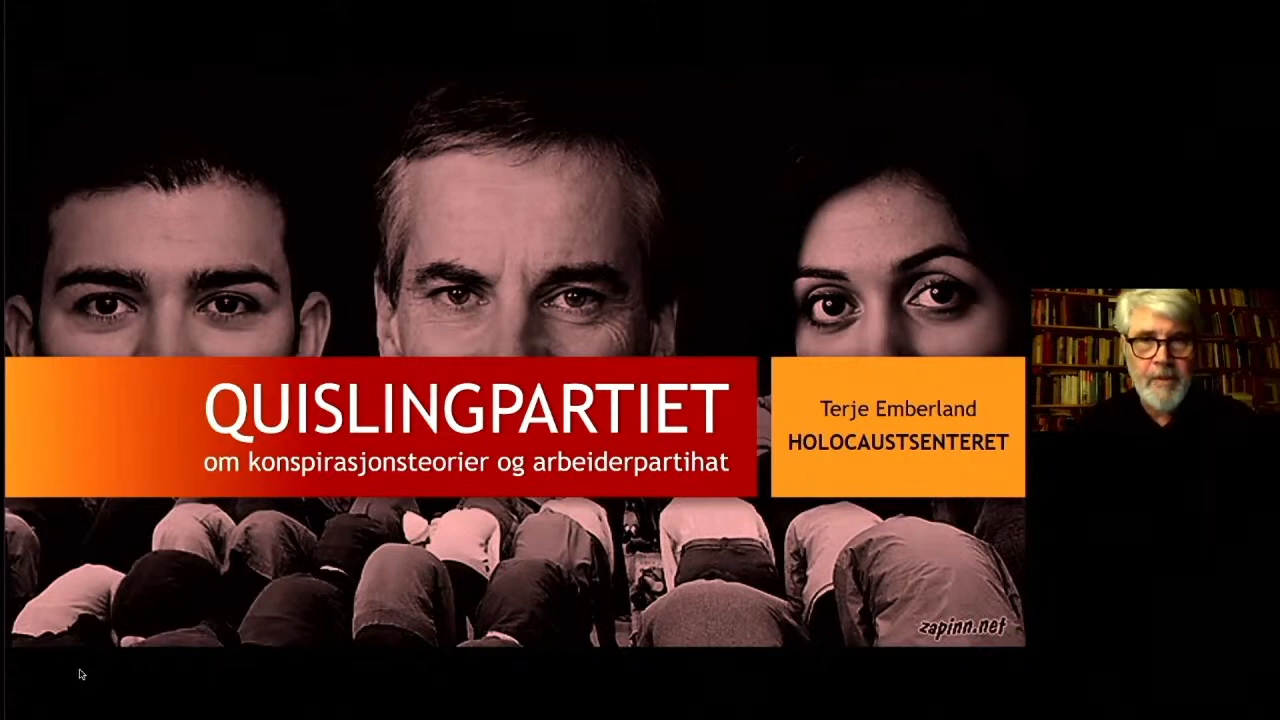 QUISLINGPARTIET
om konspirasjonsteorier og arbeiderpartihat
Terje Emberland
HOLOCAUSTSENTERET
zapinn.net